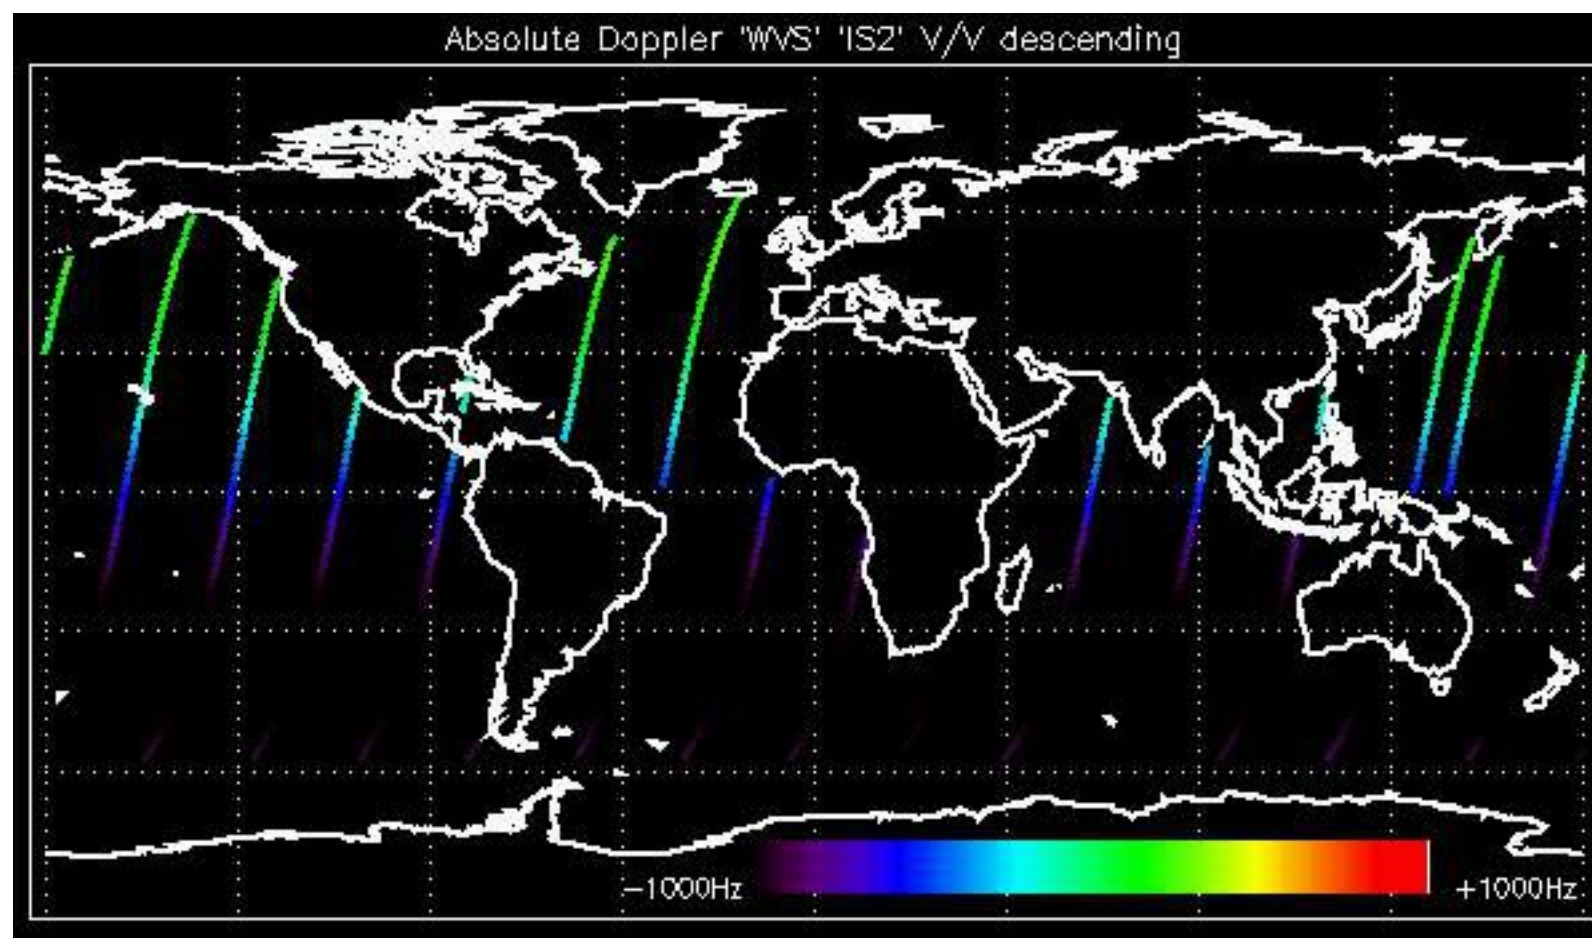 Absolute Doppler 'WVS' 'IS2' V/V descending
−1000Hz
+1000Hz